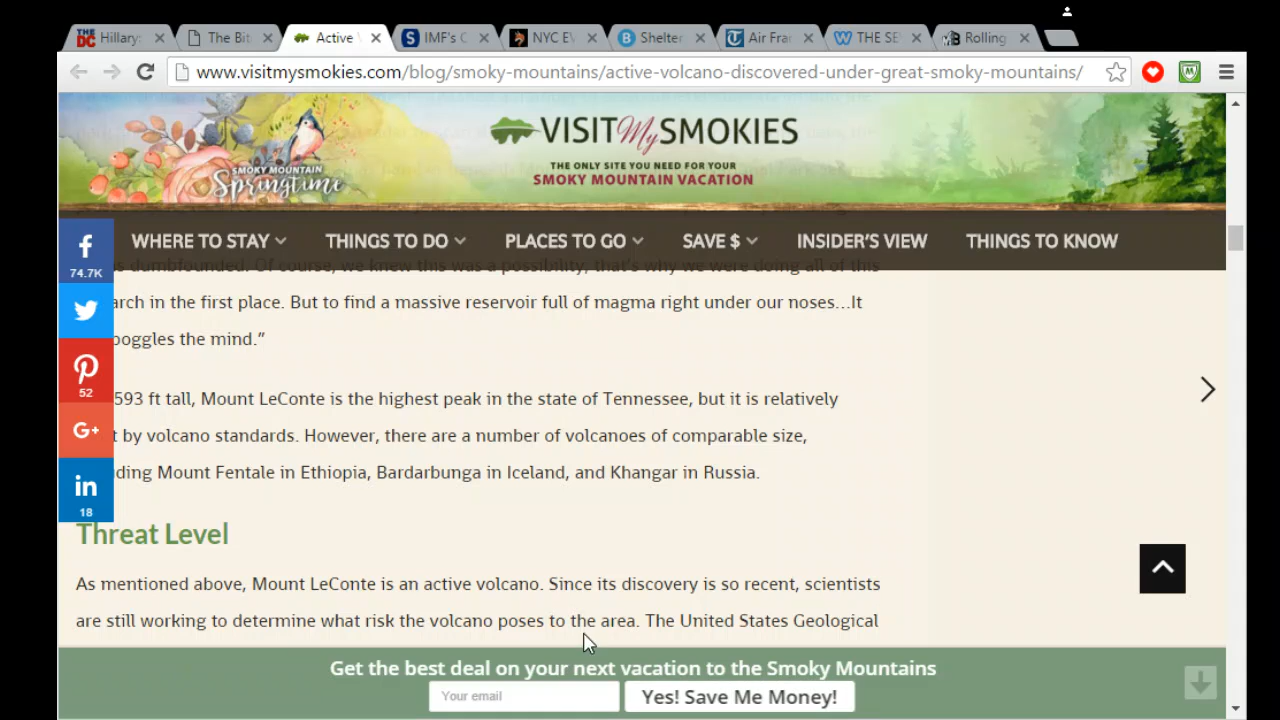 Hillary:
The Bit
Active
IMF's C
NYC EV
Shelter
Air Fra
THE SE
Rolling
www.visitmysmokies.com/blog/smoky-mountains/active-volcano-discovered-under-great-smoky-mountains/
SMOKY MOUNTAIN
Springtime
VISIT My SMOKIES
THE ONLY SITE YOU NEED FOR YOUR
SMOKY MOUNTAIN VACATION
WHERE TO STAY
THINGS TO DO
PLACES TO GO
SAVE $
INSIDER'S VIEW
THINGS TO KNOW
74.7K
52
G+
in
18
dumbfounded. Of course, we knew this was a possibility, that's why we were doing all of this
arch in the first place. But to find a massive reservoir full of magma right under our noses…It
boggles the mind.”
593 ft tall, Mount LeConte is the highest peak in the state of Tennessee, but it is relatively
t by volcano standards. However, there are a number of volcanoes of comparable size,
ding Mount Fentale in Ethiopia, Bardarbunga in Iceland, and Khangar in Russia.
Threat Level
As mentioned above, Mount LeConte is an active volcano. Since its discovery is so recent, scientists
are still working to determine what risk the volcano poses to the area. The United States Geological
Get the best deal on your next vacation to the Smoky Mountains
Your email
Yes! Save Me Money!